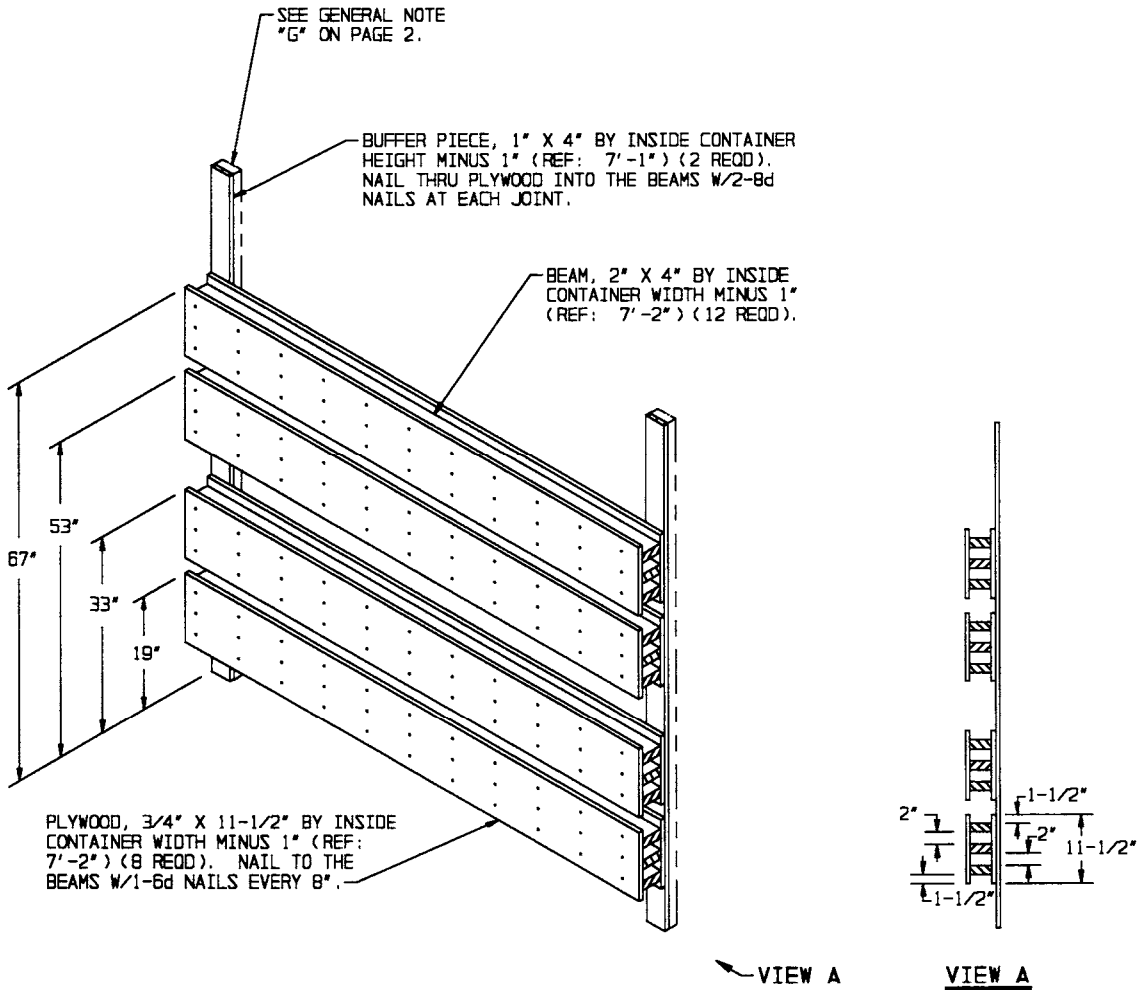 SEE GENERAL NOTE
"G" ON PAGE 2.
BUFFER PIECE, 1" X 4" BY INSIDE CONTAINER
HEIGHT MINUS 1" (REF: 7'-1") (2 REQD).
NAIL THRU PLYWOOD INTO THE BEAMS W/2-8d
NAILS AT EACH JOINT.
BEAM, 2" X 4" BY INSIDE
CONTAINER WIDTH MINUS 1"
(REF: 7'-2") (12 REQD).
67"
53"
33"
19"
PLYWOOD, 3/4" X 11-1/2" BY INSIDE
CONTAINER WIDTH MINUS 1" (REF:
7'-2") (8 REQD). NAIL TO THE
BEAMS W/1-6d NAILS EVERY 8".
1-1/2"
2"
2"
11-1/2"
1-1/2"
VIEW A
VIEW A